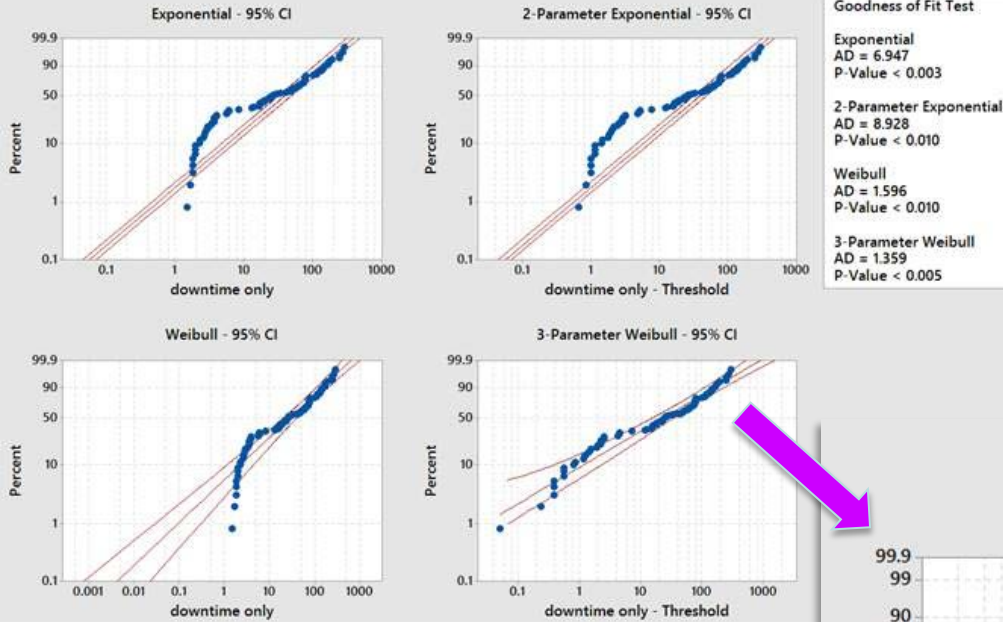 Exponential - 95% CI
99.9
90
50
10
1
0.1
Percent
0.1 1 10 100 1000
downtime only
2-Parameter Exponential - 95% CI
99.9
90
50
10
1
0.1
Percent
0.1 1 10 100 1000
downtime only - Threshold
Goodness of Fit Test
Exponential
AD = 6.947
P-Value < 0.003
2-Parameter Exponential
AD = 8.928
P-Value < 0.010
Weibull
AD = 1.596
P-Value < 0.010
3-Parameter Weibull
AD = 1.359
P-Value < 0.005
Weibull - 95% CI
99.9
90
50
10
1
0.1
Percent
0.001 0.01 0.1 1 10 100 1000
downtime only
3-Parameter Weibull - 95% CI
99.9
90
50
10
1
0.1
Percent
0.1 1 10 100 1000
downtime only - Threshold
99.9
99
90